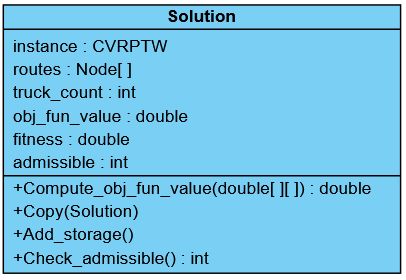 Solution
instance : CVRPTW
routes : Node[ ]
truck_count : int
obj_fun_value : double
fitness : double
admissible : int
+Compute_obj_fun_value(double[ ][ ]) : double
+Copy(Solution)
+Add_storage()
+Check_admissible() : int